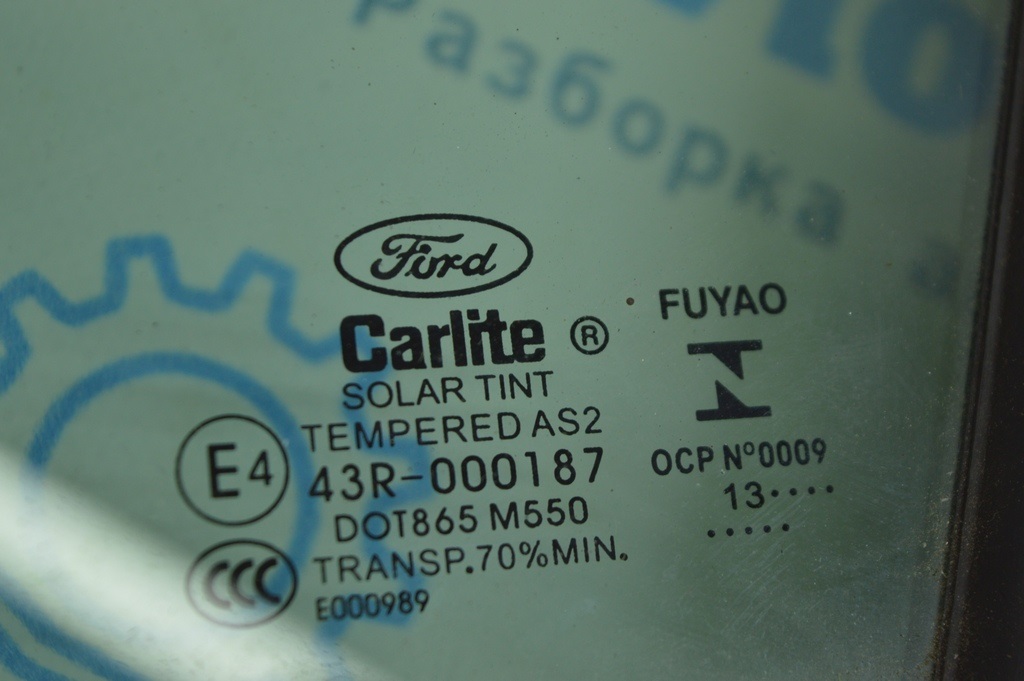 Разборка а
Ford
Carlite ®
SOLAR TINT
TEMPERED AS2
E4
43R-000187
DOT865 M550
CCC
TRANSP.70%MIN.
E000989
FUYAO
OCP Nº0009
13····
·····